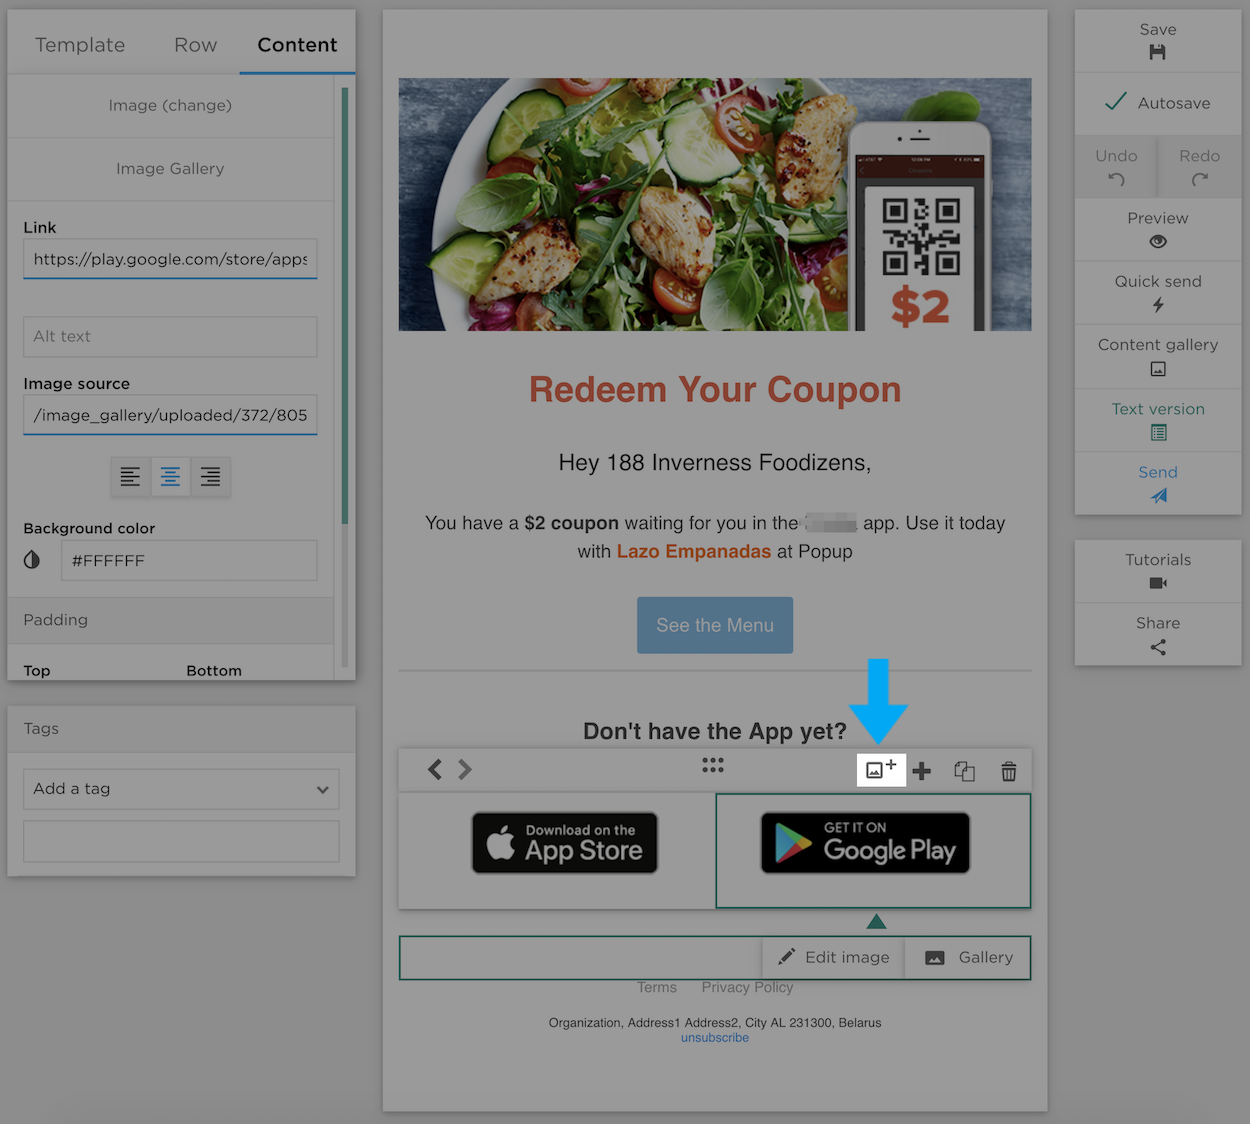 Template Row Content
Image (change)
Image Gallery
Link
https://play.google.com/store/apps
Alt text
Image source
/image_gallery/uploaded/372/805
Background color
#FFFFFF
Padding
Top Bottom
Tags
Add a tag
$2
Redeem Your Coupon
Hey 188 Inverness Foodizens,
You have a $2 coupon waiting for you in the app. Use it today
with Lazo Empanadas at Popup
See the Menu
Don't have the App yet?
Download on the
App Store
GET IT ON
Google Play
Edit image Gallery
Terms Privacy Policy
Organization, Address1 Address2, City AL 231300, Belarus
unsubscribe
Save
Autosave
Undo Redo
Preview
Quick send
Content gallery
Text version
Send
Tutorials
Share